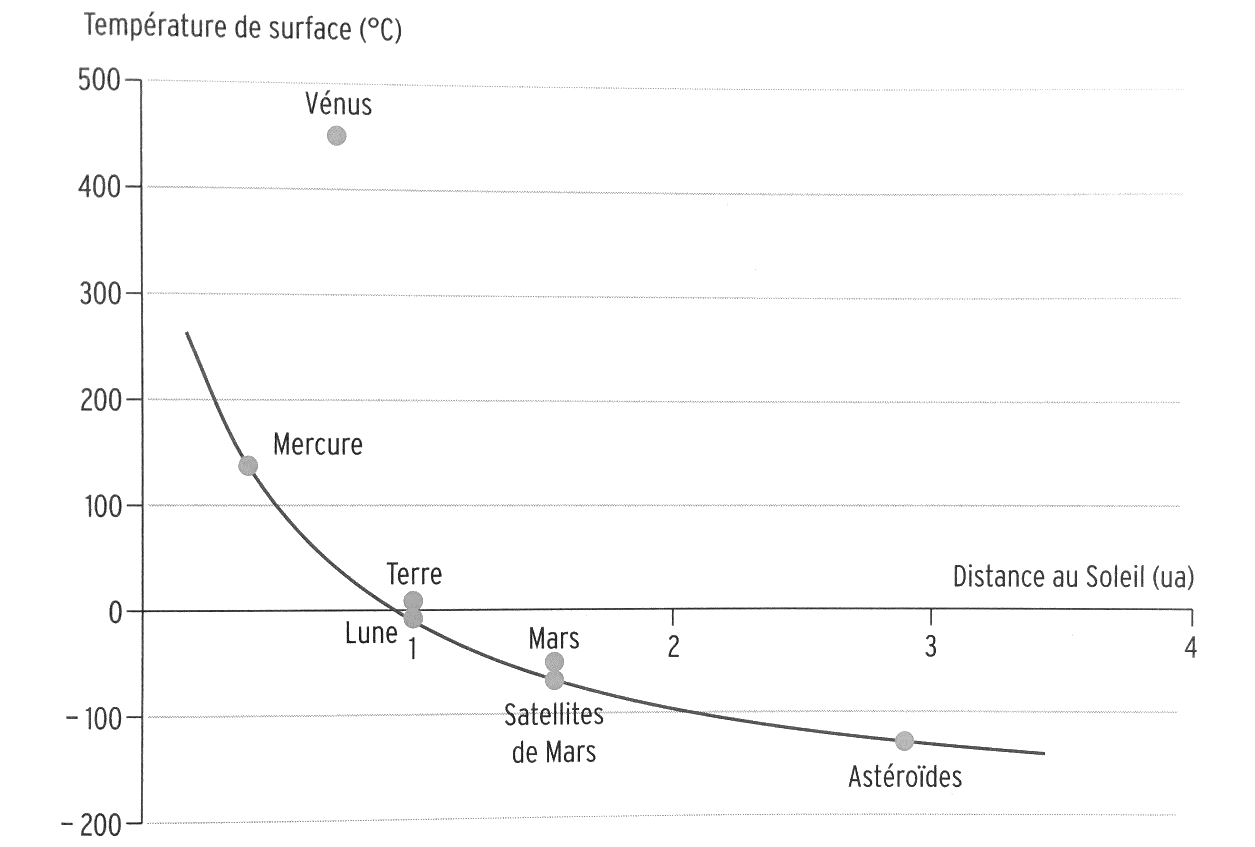 Température de surface (°C)
500
Vénus
400
300
200
Mercure
100
Terre
Distance au Soleil (ua)
0
Lune
1
Mars
2
3
4
-100
Satellites
de Mars
Astéroïdes
-200